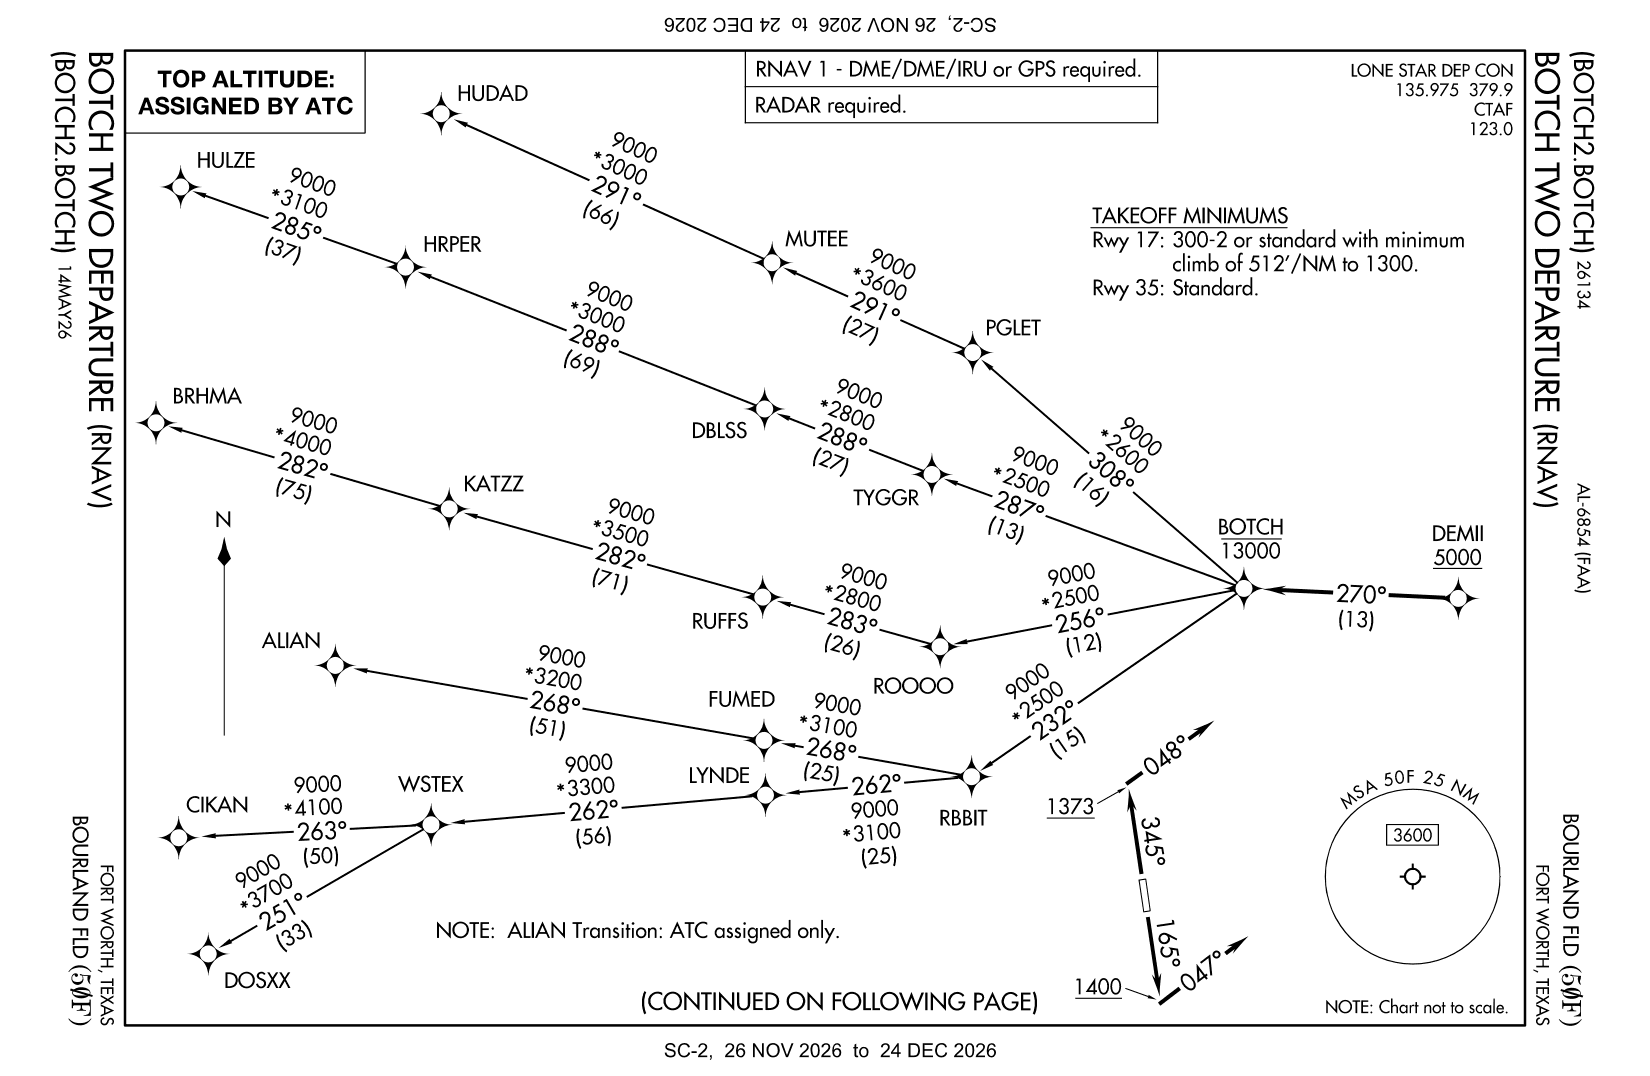 SC-2, 26 NOV 2026 to 24 DEC 2026
(BOTCH2.BOTCH) 14MAY26
BOTCH TWO DEPARTURE (RNAV)
BOURLAND FLD (5ØF)
FORT WORTH, TEXAS
TOP ALTITUDE:
ASSIGNED BY ATC
RNAV 1 - DME/DME/IRU or GPS required.
RADAR required.
LONE STAR DEP CON
135.975 379.9
CTAF
123.0
TAKEOFF MINIMUMS
Rwy 17: 300-2 or standard with minimum
climb of 512’/NM to 1300.
Rwy 35: Standard.
HUDAD
9000
*3000
291°
(66)
MUTEE
9000
*3600
291°
(27)
PGLET
9000
*2600
308°
(16)
HULZE
9000
*3100
285°
(37)
HRPER
9000
*3000
288°
(69)
DBLSS
9000
*2800
288°
(27)
TYGGR
9000
*2500
287°
(13)
BOTCH
13000
DEMII
5000
270°
(13)
BRHMA
9000
*4000
282°
(75)
KATZZ
9000
*3500
282°
(71)
RUFFS
9000
*2800
283°
(26)
ROOOO
9000
*2500
256°
(12)
N
ALIAN
9000
*3200
268°
(51)
FUMED
9000
*3100
268°
(25)
RBBIT
9000
*2500
232°
(15)
LYNDE
262°
9000
*3100
(25)
WSTEX
9000
*3300
262°
(56)
CIKAN
9000
*4100
263°
(50)
9000
*3700
251°
(33)
DOSXX
048°
1373
345°
165°
1400
047°
MSA 50F 25 NM
3600
NOTE: ALIAN Transition: ATC assigned only.
(CONTINUED ON FOLLOWING PAGE)
NOTE: Chart not to scale.
(BOTCH2.BOTCH) 26134
BOTCH TWO DEPARTURE (RNAV)
AL-6854 (FAA)
BOURLAND FLD (5ØF)
FORT WORTH, TEXAS
SC-2, 26 NOV 2026 to 24 DEC 2026